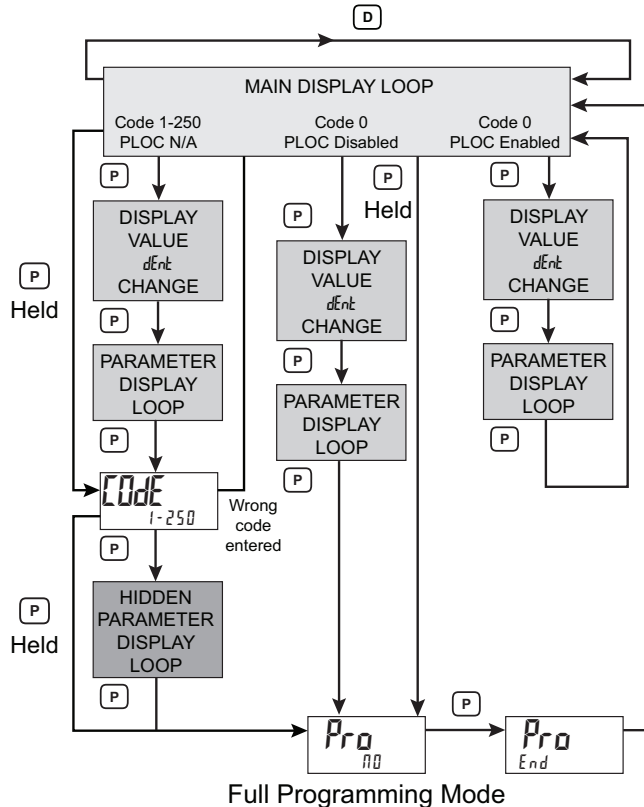 D
MAIN DISPLAY LOOP
Code 1-250
PLOC N/A
Code 0
PLOC Disabled
Code 0
PLOC Enabled
P
DISPLAY
VALUE
dEnt
CHANGE
P
PARAMETER
DISPLAY
LOOP
P
P
Held
COdE
1-250
Wrong
code
entered
P
HIDDEN
PARAMETER
DISPLAY
LOOP
P
P
Held
P
DISPLAY
VALUE
dEnt
CHANGE
P
PARAMETER
DISPLAY
LOOP
P
P
Held
P
DISPLAY
VALUE
dEnt
CHANGE
P
PARAMETER
DISPLAY
LOOP
P
Pro
NO
P
Pro
End
Full Programming Mode